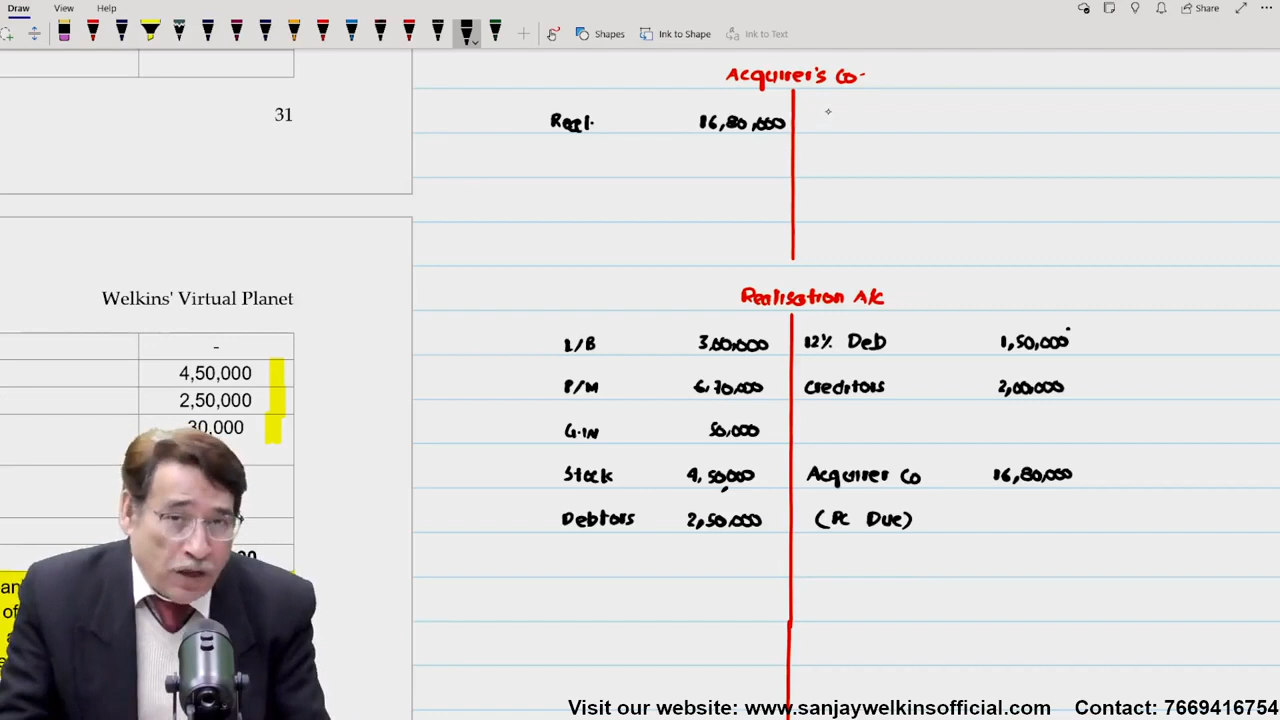 Draw View Help
Share
Shapes Ink to Shape Ink to Text
Acquirer's Co.
Real. 16,80,000
31
Welkins' Virtual Planet
-
4,50,000
2,50,000
30,000
Realisation A/c
L/B 3,00,000 12% Deb 1,50,000
P/M 6,70,000 Creditors 2,00,000
G.IN 50,000
Stock 4,50,000 Acquirer Co 16,80,000
Debtors 2,50,000 (PC Due)
an
of
Visit our website: www.sanjaywelkinsofficial.com Contact: 7669416754